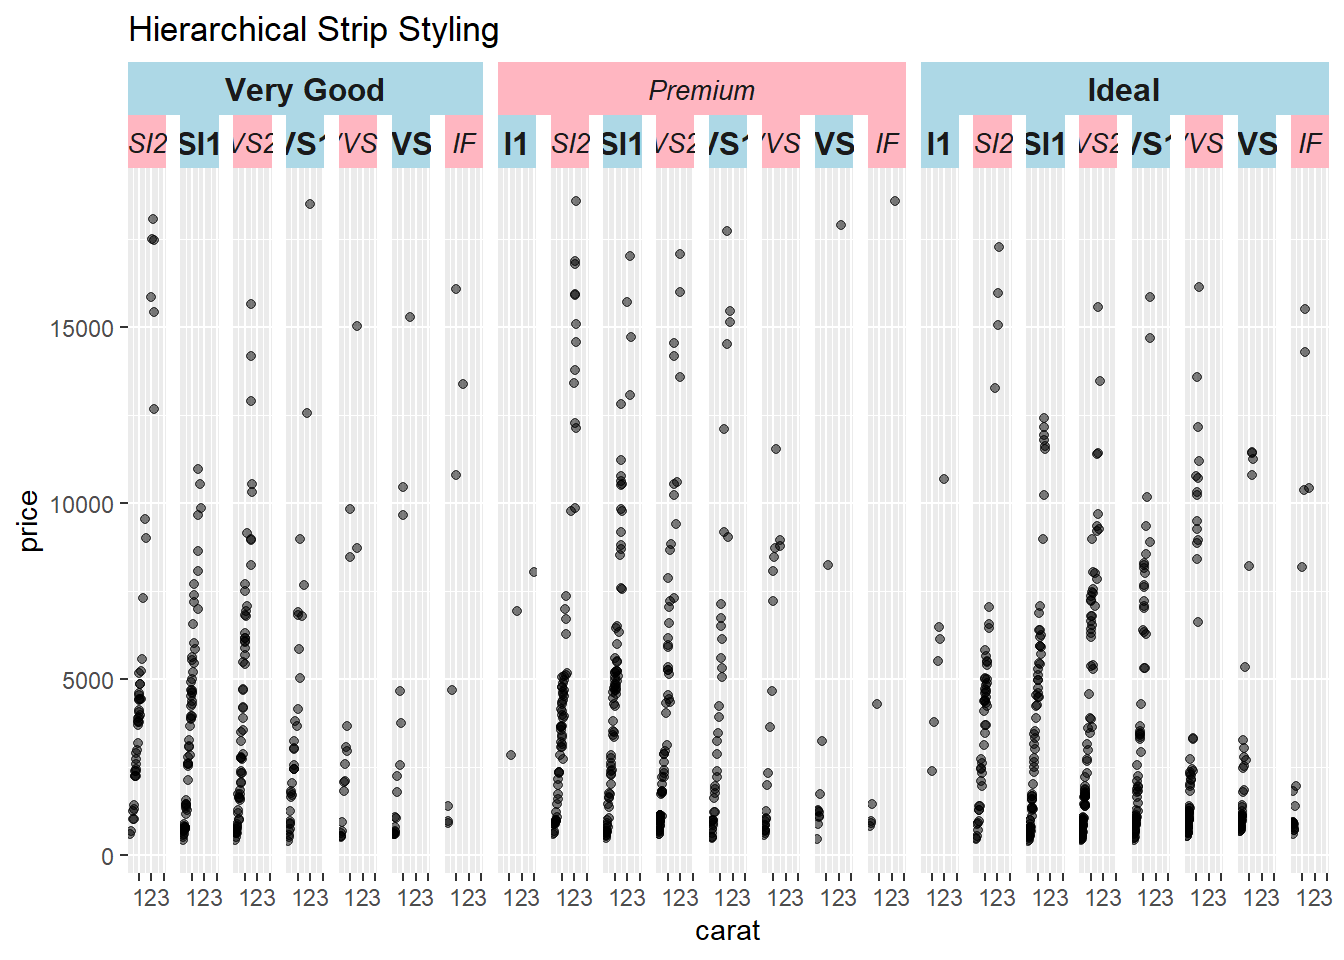 Hierarchical Strip Styling
Very Good Premium Ideal
SI2 SI1 VS2 VS1 VVS VS IF I1 SI2 SI1 VS2 VS1 VVS VS IF I1 SI2 SI1 VS2 VS1 VVS VS IF
15000
10000
5000
0
price
123 123 123 123 123 123 123 123 123 123 123 123 123 123 123 123 123 123 123 123 123 123 123
carat